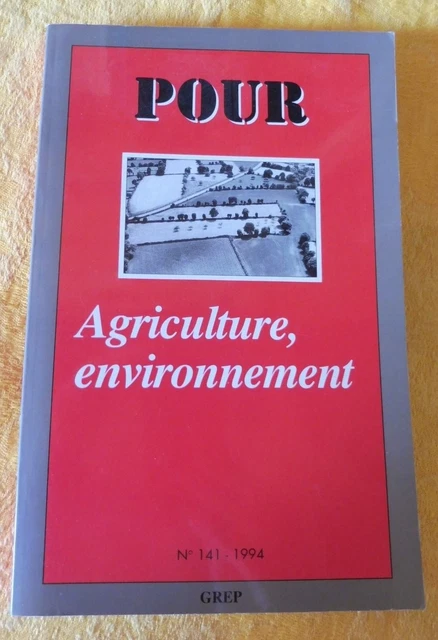 POUR
Agriculture,
environnement
N° 141 - 1994
GREP